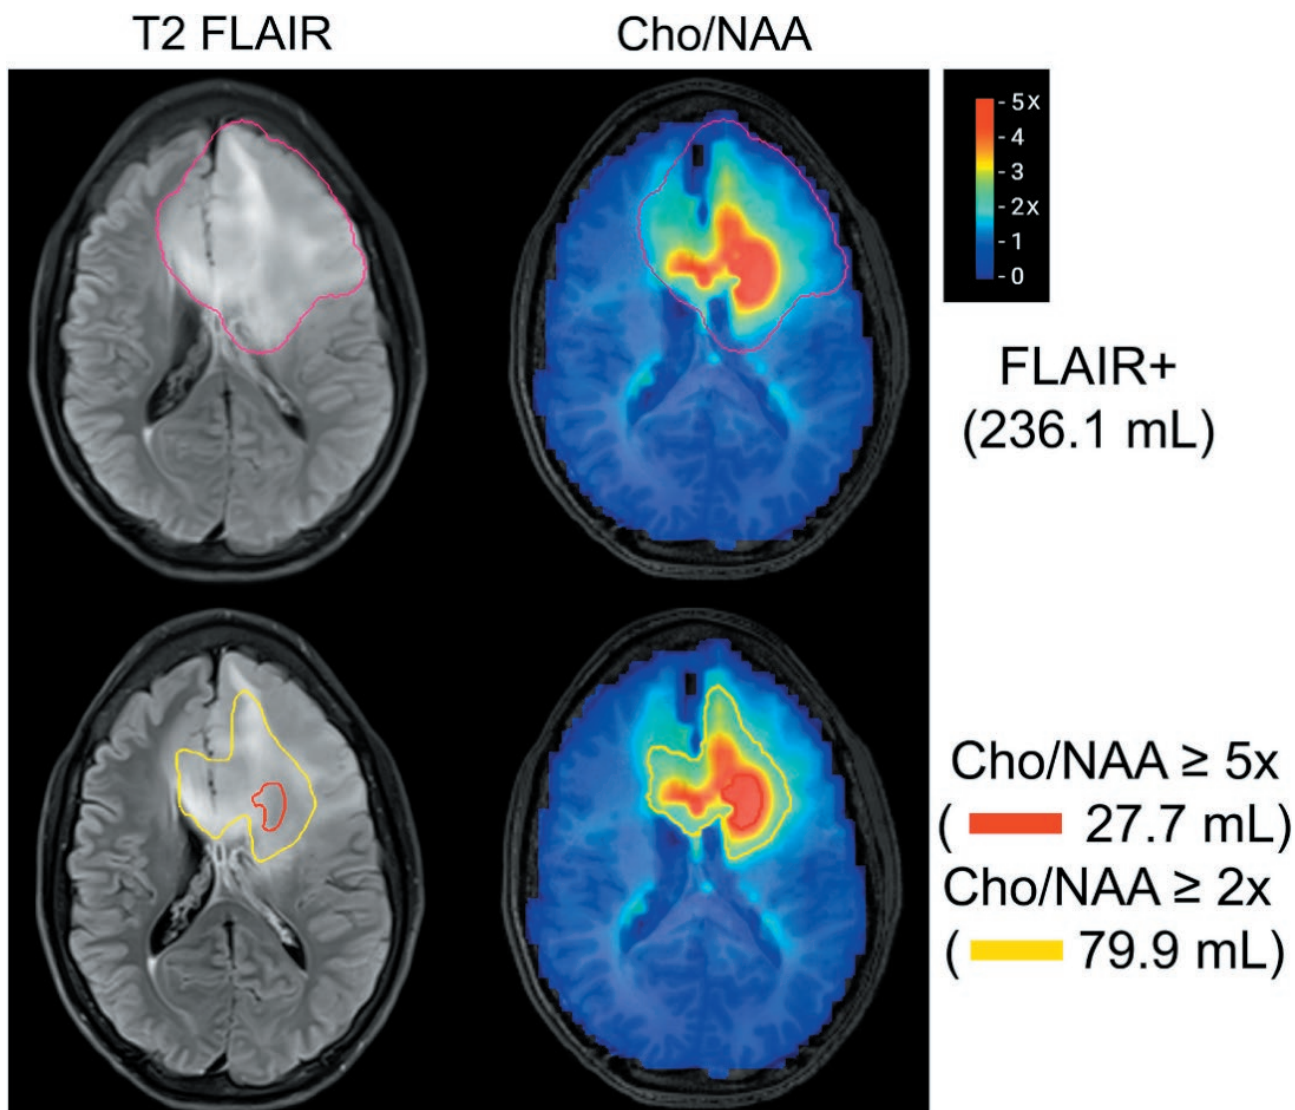 T2 FLAIR
Cho/NAA
- 5x
- 4
- 3
- 2x
- 1
- 0
FLAIR+
(236.1 mL)
Cho/NAA ≥ 5x
( 27.7 mL)
Cho/NAA ≥ 2x
( 79.9 mL)